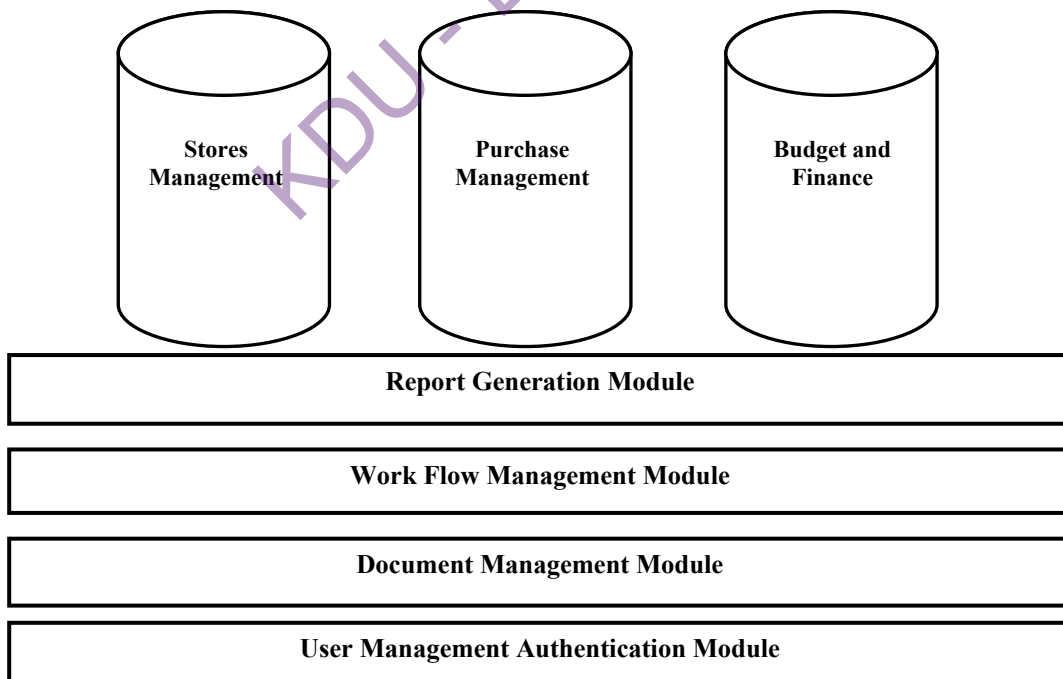 Stores
Management
Purchase
Management
Budget and
Finance
Report Generation Module
Work Flow Management Module
Document Management Module
User Management Authentication Module
KDU -